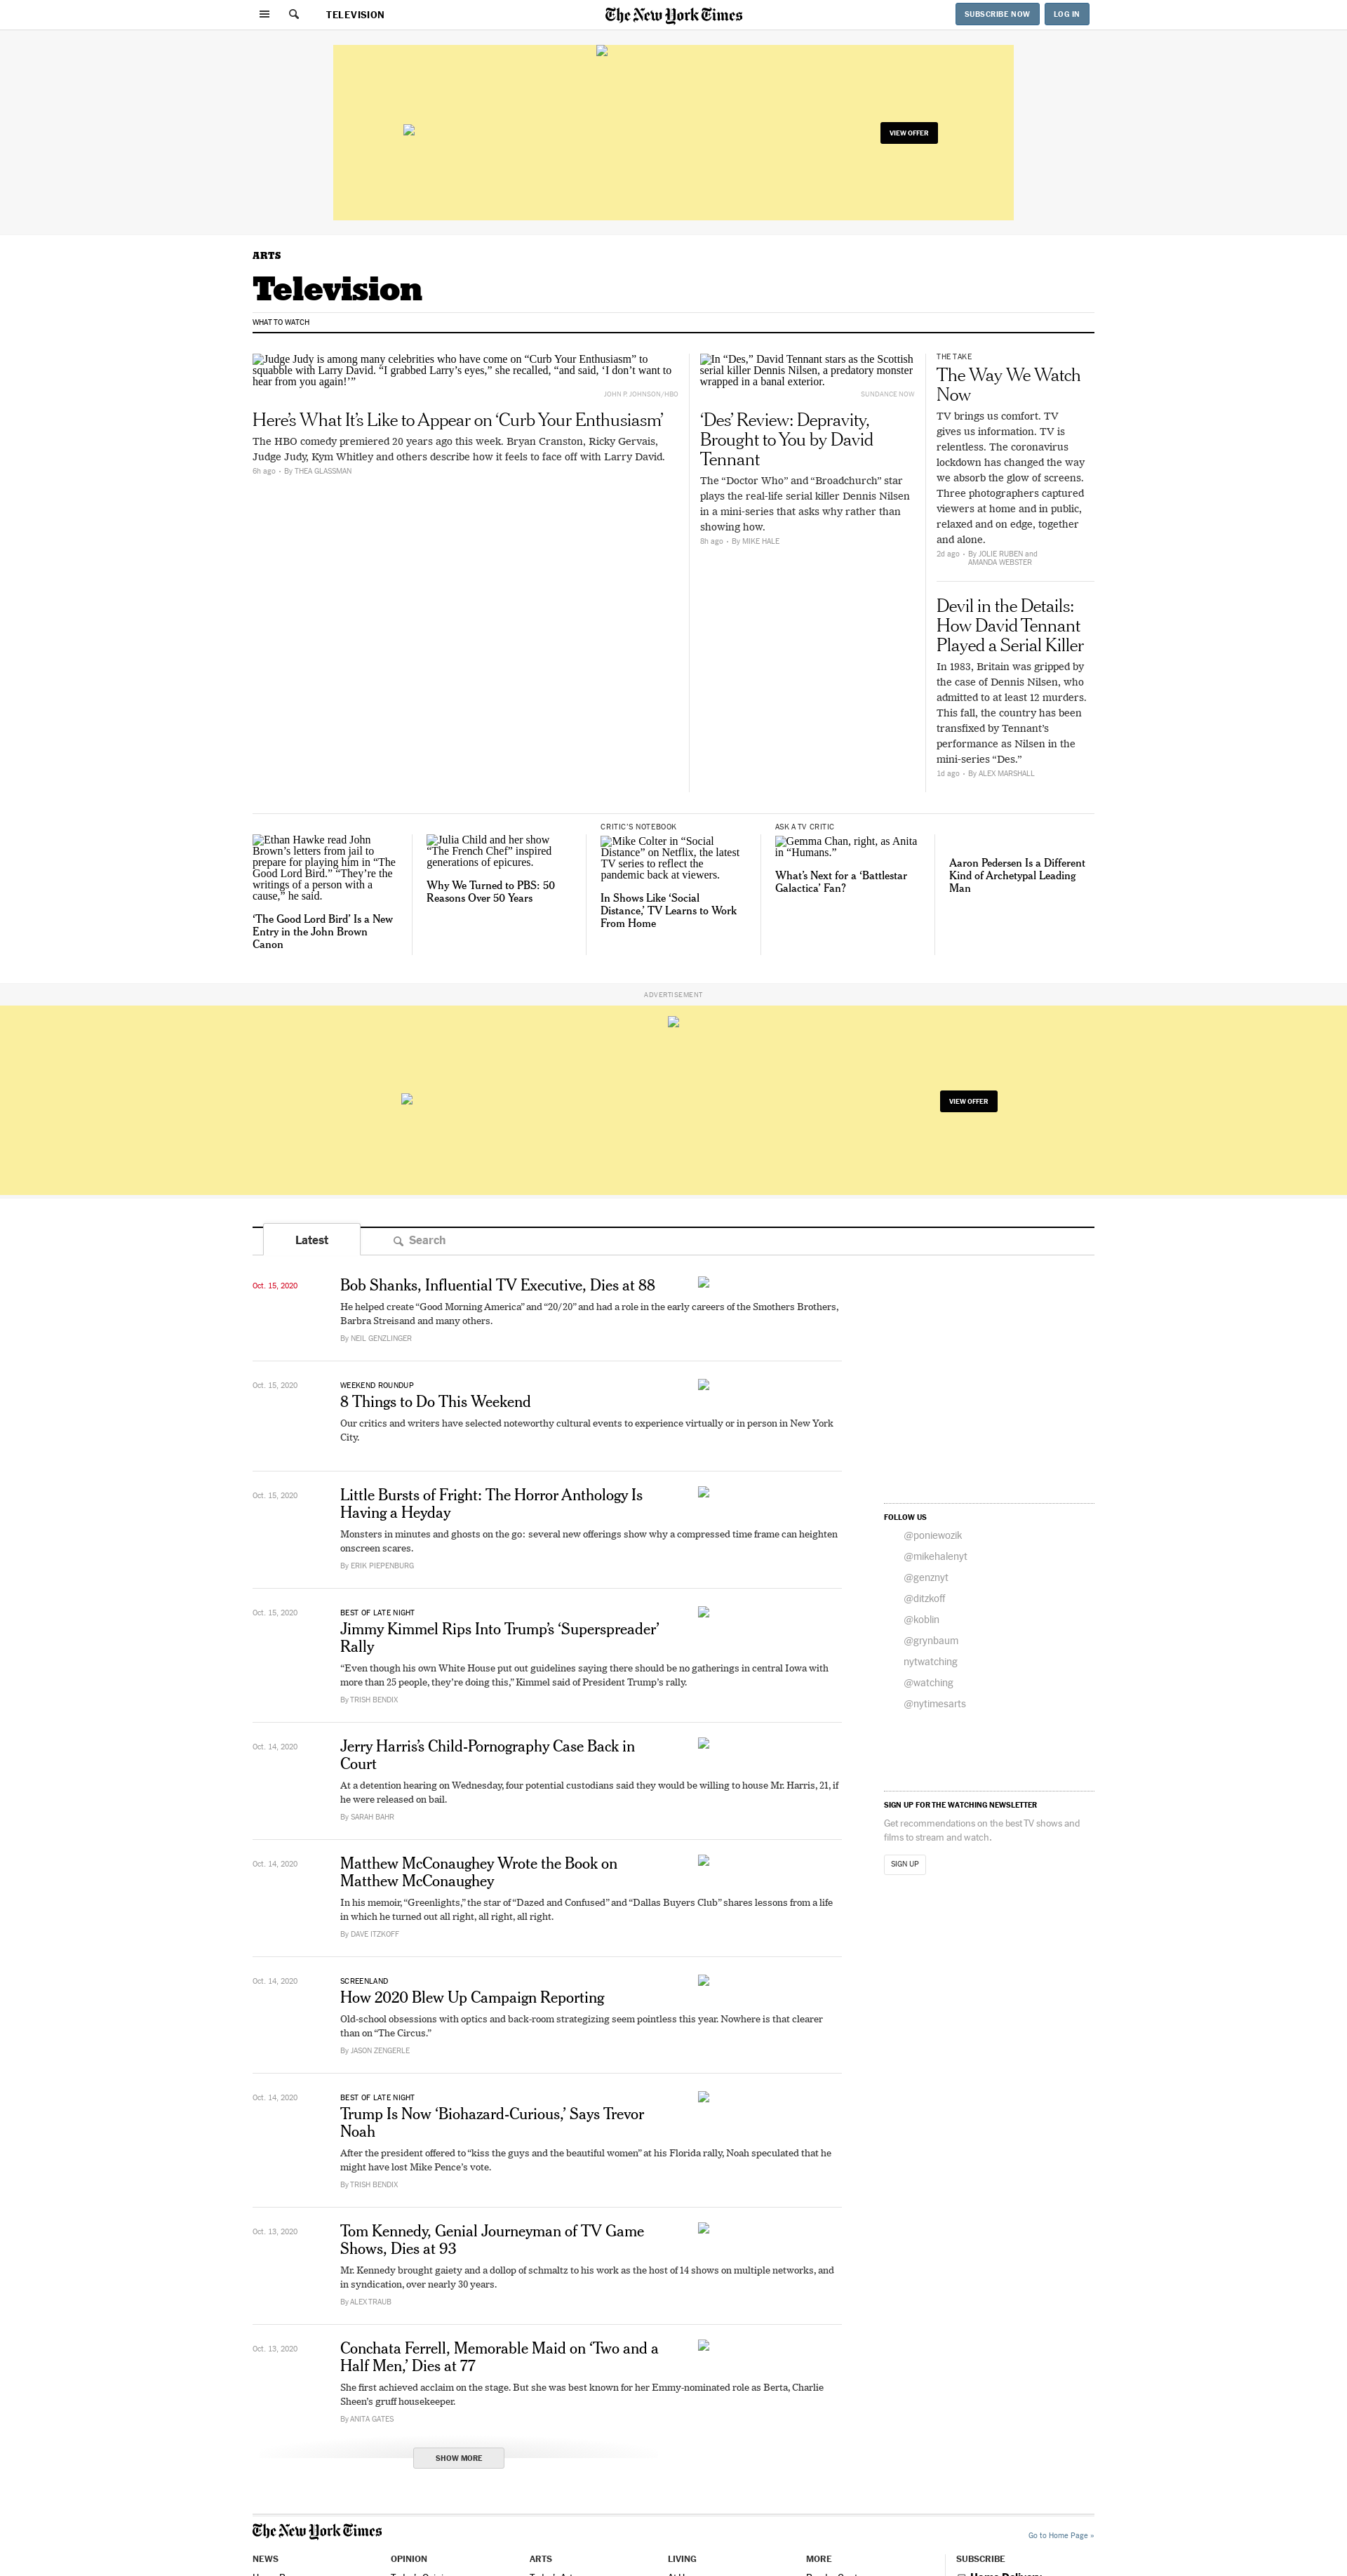 TELEVISION
The New York Times
SUBSCRIBE NOW
LOG IN
VIEW OFFER
ARTS
Television
WHAT TO WATCH
Judge Judy is among many celebrities who have come on “Curb Your Enthusiasm” to
squabble with Larry David. “I grabbed Larry’s eyes,” she recalled, “and said, ‘I don’t want to
hear from you again!’”
JOHN P. JOHNSON/HBO
Here’s What It’s Like to Appear on ‘Curb Your Enthusiasm’
The HBO comedy premiered 20 years ago this week. Bryan Cranston, Ricky Gervais,
Judge Judy, Kym Whitley and others describe how it feels to face off with Larry David.
6h ago • By THEA GLASSMAN
In “Des,” David Tennant stars as the Scottish
serial killer Dennis Nilsen, a predatory monster
wrapped in a banal exterior.
SUNDANCE NOW
‘Des’ Review: Depravity,
Brought to You by David
Tennant
The “Doctor Who” and “Broadchurch” star
plays the real-life serial killer Dennis Nilsen
in a mini-series that asks why rather than
showing how.
8h ago • By MIKE HALE
THE TAKE
The Way We Watch
Now
TV brings us comfort. TV
gives us information. TV is
relentless. The coronavirus
lockdown has changed the way
we absorb the glow of screens.
Three photographers captured
viewers at home and in public,
relaxed and on edge, together
and alone.
2d ago • By JOLIE RUBEN and
AMANDA WEBSTER
Devil in the Details:
How David Tennant
Played a Serial Killer
In 1983, Britain was gripped by
the case of Dennis Nilsen, who
admitted to at least 12 murders.
This fall, the country has been
transfixed by Tennant’s
performance as Nilsen in the
mini-series “Des.”
1d ago • By ALEX MARSHALL
Ethan Hawke read John
Brown’s letters from jail to
prepare for playing him in “The
Good Lord Bird.” “They’re the
writings of a person with a
cause,” he said.
‘The Good Lord Bird’ Is a New
Entry in the John Brown
Canon
Julia Child and her show
“The French Chef” inspired
generations of epicures.
Why We Turned to PBS: 50
Reasons Over 50 Years
CRITIC’S NOTEBOOK
Mike Colter in “Social
Distance” on Netflix, the latest
TV series to reflect the
pandemic back at viewers.
In Shows Like ‘Social
Distance,’ TV Learns to Work
From Home
ASK A TV CRITIC
Gemma Chan, right, as Anita
in “Humans.”
What’s Next for a ‘Battlestar
Galactica’ Fan?
Aaron Pedersen Is a Different
Kind of Archetypal Leading
Man
ADVERTISEMENT
VIEW OFFER
Latest
Search
Oct. 15, 2020
Bob Shanks, Influential TV Executive, Dies at 88
He helped create “Good Morning America” and “20/20” and had a role in the early careers of the Smothers Brothers,
Barbra Streisand and many others.
By NEIL GENZLINGER
Oct. 15, 2020
WEEKEND ROUNDUP
8 Things to Do This Weekend
Our critics and writers have selected noteworthy cultural events to experience virtually or in person in New York
City.
Oct. 15, 2020
Little Bursts of Fright: The Horror Anthology Is
Having a Heyday
Monsters in minutes and ghosts on the go: several new offerings show why a compressed time frame can heighten
onscreen scares.
By ERIK PIEPENBURG
Oct. 15, 2020
BEST OF LATE NIGHT
Jimmy Kimmel Rips Into Trump’s ‘Superspreader’
Rally
“Even though his own White House put out guidelines saying there should be no gatherings in central Iowa with
more than 25 people, they’re doing this,” Kimmel said of President Trump’s rally.
By TRISH BENDIX
Oct. 14, 2020
Jerry Harris’s Child-Pornography Case Back in
Court
At a detention hearing on Wednesday, four potential custodians said they would be willing to house Mr. Harris, 21, if
he were released on bail.
By SARAH BAHR
Oct. 14, 2020
Matthew McConaughey Wrote the Book on
Matthew McConaughey
In his memoir, “Greenlights,” the star of “Dazed and Confused” and “Dallas Buyers Club” shares lessons from a life
in which he turned out all right, all right, all right.
By DAVE ITZKOFF
Oct. 14, 2020
SCREENLAND
How 2020 Blew Up Campaign Reporting
Old-school obsessions with optics and back-room strategizing seem pointless this year. Nowhere is that clearer
than on “The Circus.”
By JASON ZENGERLE
Oct. 14, 2020
BEST OF LATE NIGHT
Trump Is Now ‘Biohazard-Curious,’ Says Trevor
Noah
After the president offered to “kiss the guys and the beautiful women” at his Florida rally, Noah speculated that he
might have lost Mike Pence’s vote.
By TRISH BENDIX
Oct. 13, 2020
Tom Kennedy, Genial Journeyman of TV Game
Shows, Dies at 93
Mr. Kennedy brought gaiety and a dollop of schmaltz to his work as the host of 14 shows on multiple networks, and
in syndication, over nearly 30 years.
By ALEX TRAUB
Oct. 13, 2020
Conchata Ferrell, Memorable Maid on ‘Two and a
Half Men,’ Dies at 77
She first achieved acclaim on the stage. But she was best known for her Emmy-nominated role as Berta, Charlie
Sheen’s gruff housekeeper.
By ANITA GATES
SHOW MORE
FOLLOW US
@poniewozik
@mikehalenyt
@genznyt
@ditzkoff
@koblin
@grynbaum
nytwatching
@watching
@nytimesarts
SIGN UP FOR THE WATCHING NEWSLETTER
Get recommendations on the best TV shows and
films to stream and watch.
SIGN UP
The New York Times
Go to Home Page »
NEWS
OPINION
ARTS
LIVING
MORE
SUBSCRIBE